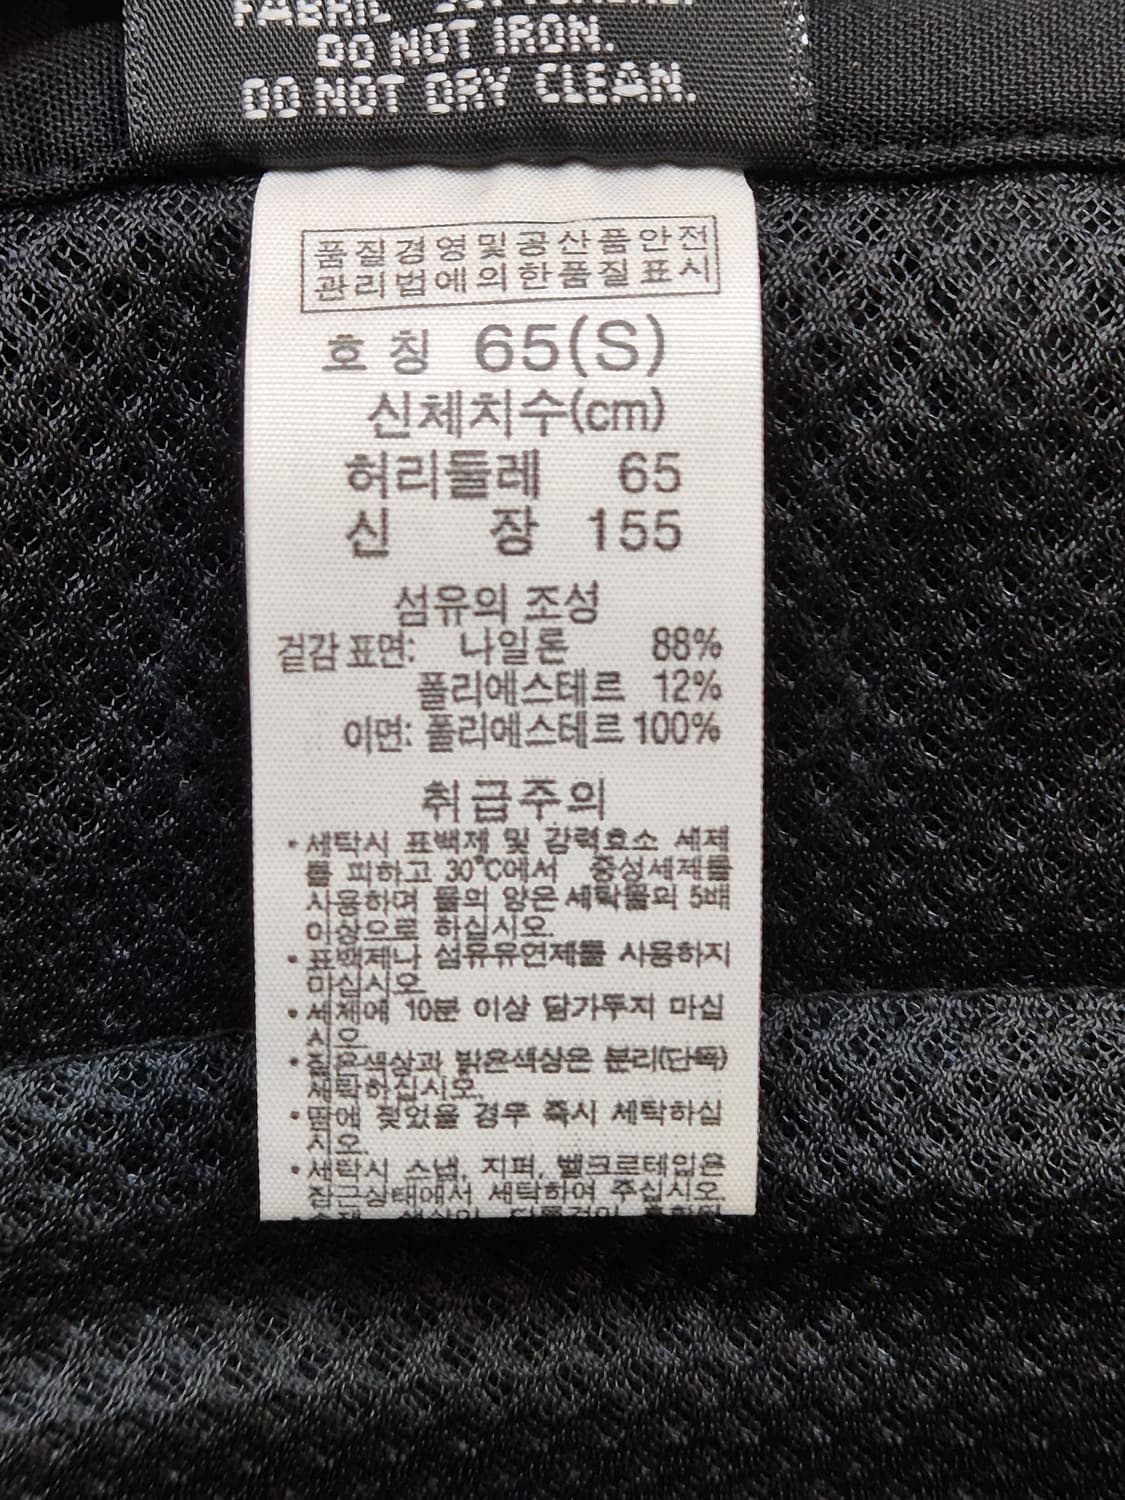 FABRIC SOFTENER.
DO NOT IRON.
DO NOT DRY CLEAN.
품질경영및공산품안전
관리법에의한품질표시
호 칭 65(S)
신체치수(cm)
허리둘레 65
신 장 155
섬유의 조성
겉감 표면: 나일론 88%
폴리에스테르 12%
이면: 폴리에스테르 100%
취급주의
•세탁시 표백제 및 강력효소 세제
를 피하고 30℃에서 중성세제를
사용하며 물의 양은 세탁물의 5배
이상으로 하십시오.
•표백제나 섬유유연제를 사용하지
마십시오.
•세제에 10분 이상 담가두지 마십
시오.
•짙은색상과 밝은색상은 분리(단독)
세탁하십시오.
•땀에 젖었을 경우 즉시 세탁하십
시오.
•세탁시 스냅, 지퍼, 벨크로테입은
잠근상태에서 세탁하여 주십시오.